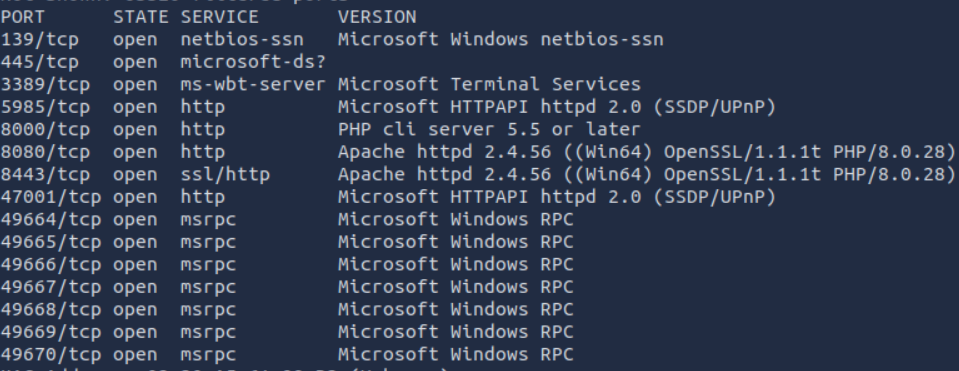 PORT STATE SERVICE VERSION
139/tcp open netbios-ssn Microsoft Windows netbios-ssn
445/tcp open microsoft-ds?
3389/tcp open ms-wbt-server Microsoft Terminal Services
5985/tcp open http Microsoft HTTPAPI httpd 2.0 (SSDP/UPnP)
8000/tcp open http PHP cli server 5.5 or later
8080/tcp open http Apache httpd 2.4.56 ((Win64) OpenSSL/1.1.1t PHP/8.0.28)
8443/tcp open ssl/http Apache httpd 2.4.56 ((Win64) OpenSSL/1.1.1t PHP/8.0.28)
47001/tcp open http Microsoft HTTPAPI httpd 2.0 (SSDP/UPnP)
49664/tcp open msrpc Microsoft Windows RPC
49665/tcp open msrpc Microsoft Windows RPC
49666/tcp open msrpc Microsoft Windows RPC
49667/tcp open msrpc Microsoft Windows RPC
49668/tcp open msrpc Microsoft Windows RPC
49669/tcp open msrpc Microsoft Windows RPC
49670/tcp open msrpc Microsoft Windows RPC